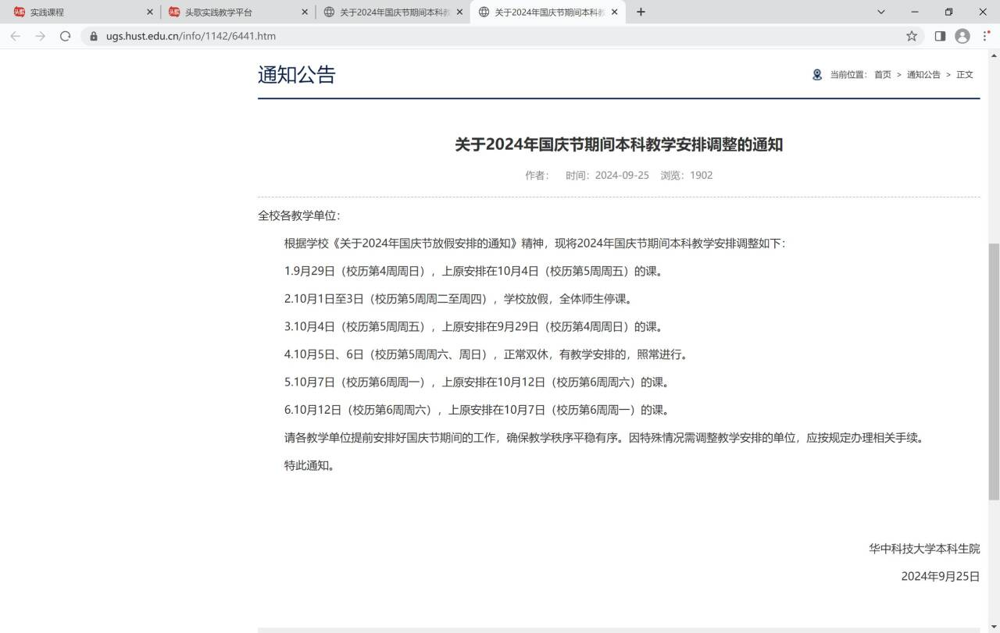 实践课程
头歌实践教学平台
关于2024年国庆节期间本科教
关于2024年国庆节期间本科教
ugs.hust.edu.cn/info/1142/6441.htm
通知公告
当前位置： 首页 > 通知公告 > 正文
关于2024年国庆节期间本科教学安排调整的通知
作者： 时间：2024-09-25 浏览：1902
全校各教学单位：
根据学校《关于2024年国庆节放假安排的通知》精神，现将2024年国庆节期间本科教学安排调整如下：
1.9月29日（校历第4周周日），上原安排在10月4日（校历第5周周五）的课。
2.10月1日至3日（校历第5周周二至周四），学校放假，全体师生停课。
3.10月4日（校历第5周周五），上原安排在9月29日（校历第4周周日）的课。
4.10月5日、6日（校历第5周周六、周日），正常双休，有教学安排的，照常进行。
5.10月7日（校历第6周周一），上原安排在10月12日（校历第6周周六）的课。
6.10月12日（校历第6周周六），上原安排在10月7日（校历第6周周一）的课。
请各教学单位提前安排好国庆节期间的工作，确保教学秩序平稳有序。因特殊情况需调整教学安排的单位，应按规定办理相关手续。
特此通知。
华中科技大学本科生院
2024年9月25日